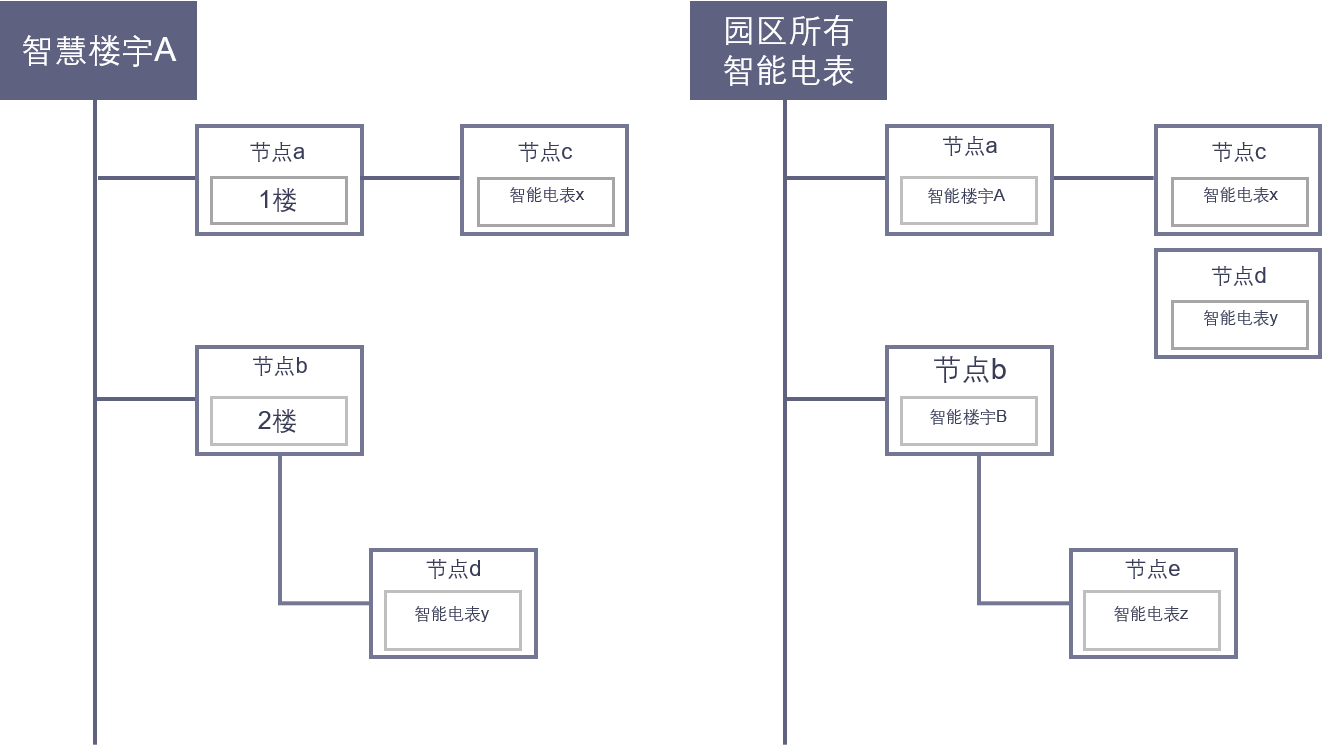 智慧楼宇A
节点a
1楼
节点c
智能电表x
节点b
2楼
节点d
智能电表y
园区所有
智能电表
节点a
智能楼宇A
节点c
智能电表x
节点d
智能电表y
节点b
智能楼宇B
节点e
智能电表z